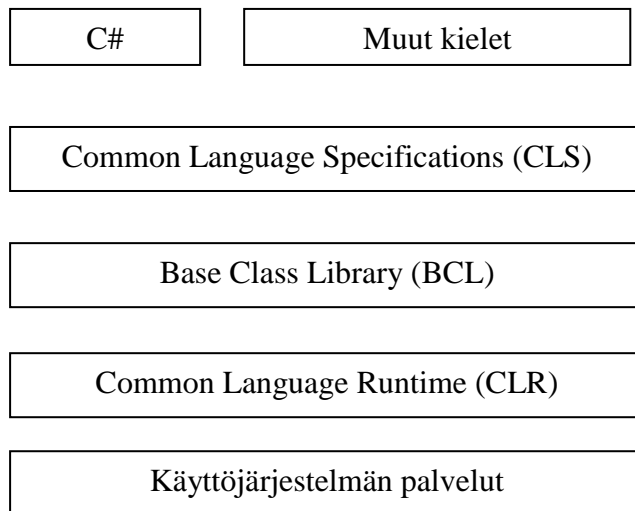 C#
Muut kielet
Common Language Specifications (CLS)
Base Class Library (BCL)
Common Language Runtime (CLR)
Käyttöjärjestelmän palvelut